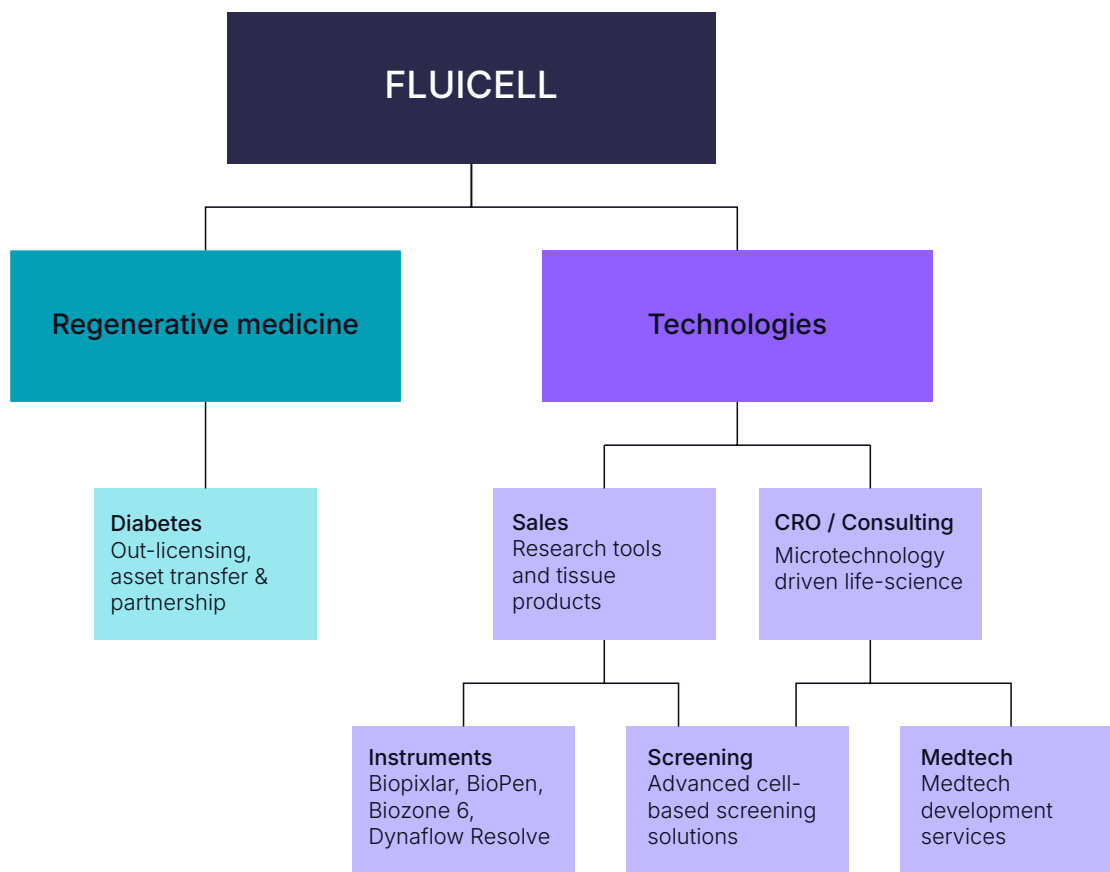 FLUICELL
Regenerative medicine
Technologies
Diabetes
Out-licensing,
asset transfer &
partnership
Sales
Research tools
and tissue
products
CRO / Consulting
Microtechnology
driven life-science
Instruments
Biopixlar, BioPen,
Biozone 6,
Dynaflow Resolve
Screening
Advanced cell-
based screening
solutions
Medtech
Medtech
development
services